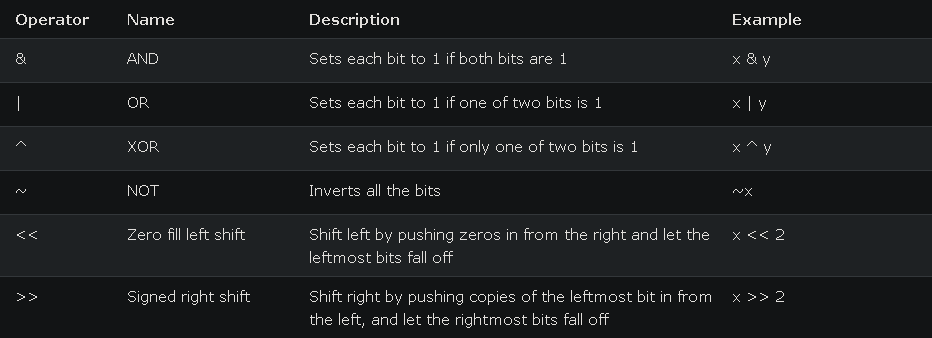 Operator Name Description Example
& AND Sets each bit to 1 if both bits are 1 x & y
| OR Sets each bit to 1 if one of two bits is 1 x | y
^ XOR Sets each bit to 1 if only one of two bits is 1 x ^ y
~ NOT Inverts all the bits ~x
<< Zero fill left shift Shift left by pushing zeros in from the right and let the x << 2
leftmost bits fall off
>> Signed right shift Shift right by pushing copies of the leftmost bit in from x >> 2
the left, and let the rightmost bits fall off